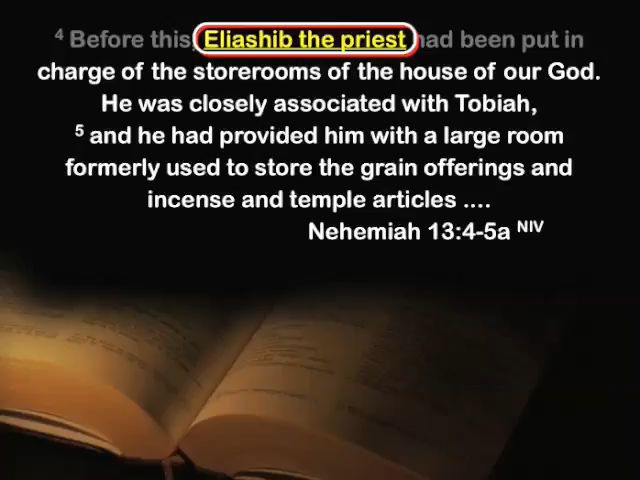 4 Before this, Eliashib the priest had been put in
charge of the storerooms of the house of our God.
He was closely associated with Tobiah,
5 and he had provided him with a large room
formerly used to store the grain offerings and
incense and temple articles ....
Nehemiah 13:4-5a NIV